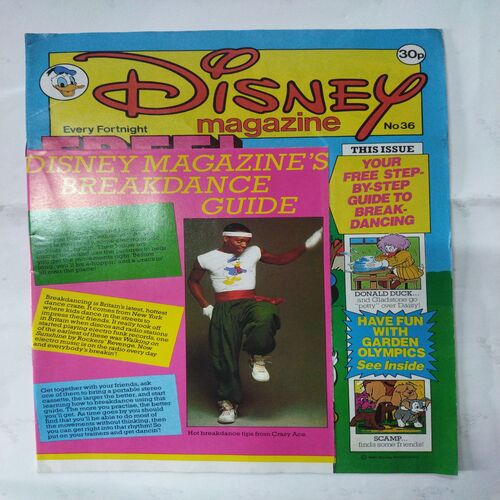 30p
DISNEY
magazine
Every Fortnight
No 36
FREE!
DISNEY MAGAZINE'S
BREAKDANCE
GUIDE
THIS ISSUE
YOUR
FREE STEP-
BY-STEP
GUIDE TO
BREAK-
DANCING
DONALD DUCK...
and Gladstone go
"potty" over Daisy!
HAVE FUN
WITH
GARDEN
OLYMPICS
See Inside
SCAMP...
finds some friends!
Breakdancing is Britain's latest, hottest
dance craze. It comes from New York
where kids dance in the streets to
impress their friends. It really took off
in Britain when discos and radio stations
started playing electro funk records, one
of the earliest of these was Walking on
Sunshine by Rockers' Revenge. Now
electro music is on the radio every day
and everybody's breakin'!
Get together with your friends, ask
one of them to bring a portable stereo
cassette, the larger the better, and start
learning how to breakdance using this
guide. The more you practise, the better
you'll get. As time goes by you should
find that you'll be able to do most of
the movements without thinking, then
you can get right into that rhythm! So
put on your trainers and get dancin'!
Hot breakdance tips from Crazy Ace.